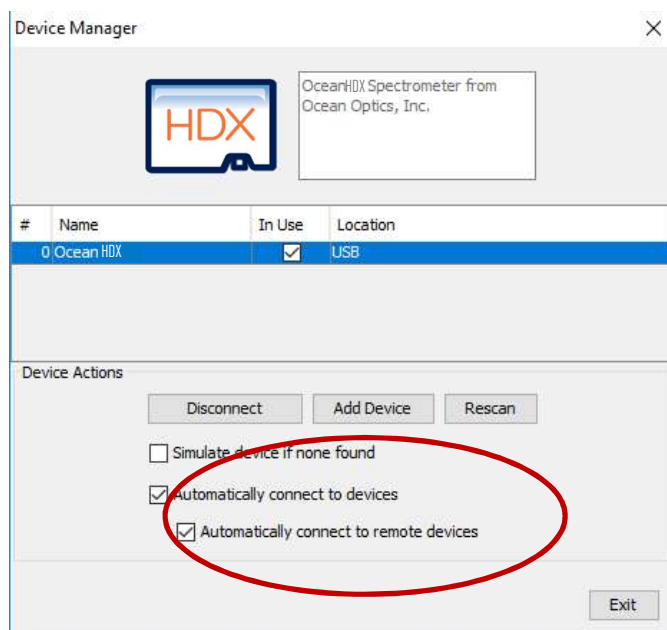 Device Manager
HDX
OceanHDX Spectrometer from
Ocean Optics, Inc.
# Name In Use Location
0 Ocean HDX USB
Device Actions
Disconnect Add Device Rescan
Simulate device if none found
Automatically connect to devices
Automatically connect to remote devices
Exit